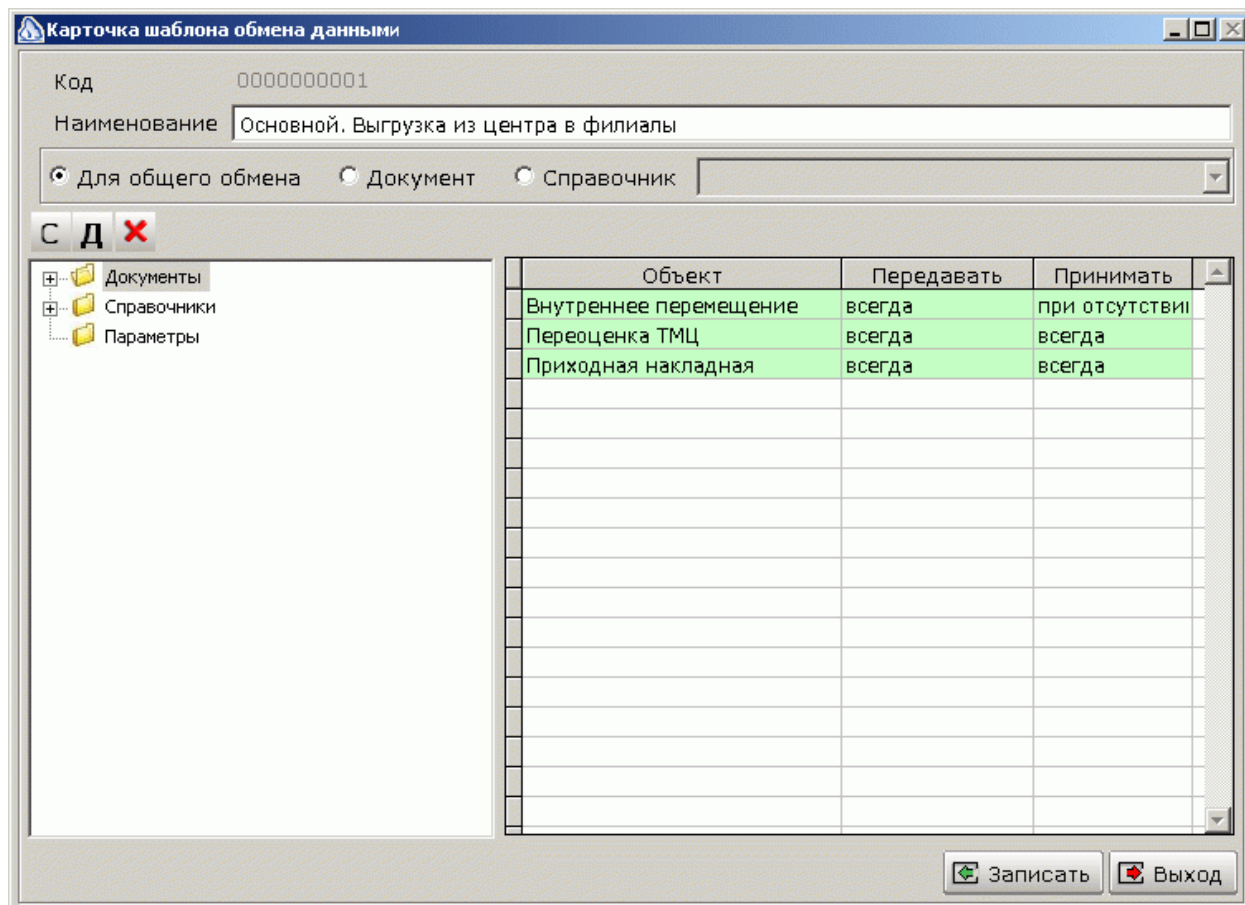 Карточка шаблона обмена данными
Код 0000000001
Наименование Основной. Выгрузка из центра в филиалы
Для общего обмена Документ Справочник
С Д
Документы
Справочники
Параметры
Объект Передавать Принимать
Внутреннее перемещение всегда при отсутстви
Переоценка ТМЦ всегда всегда
Приходная накладная всегда всегда
Записать Выход